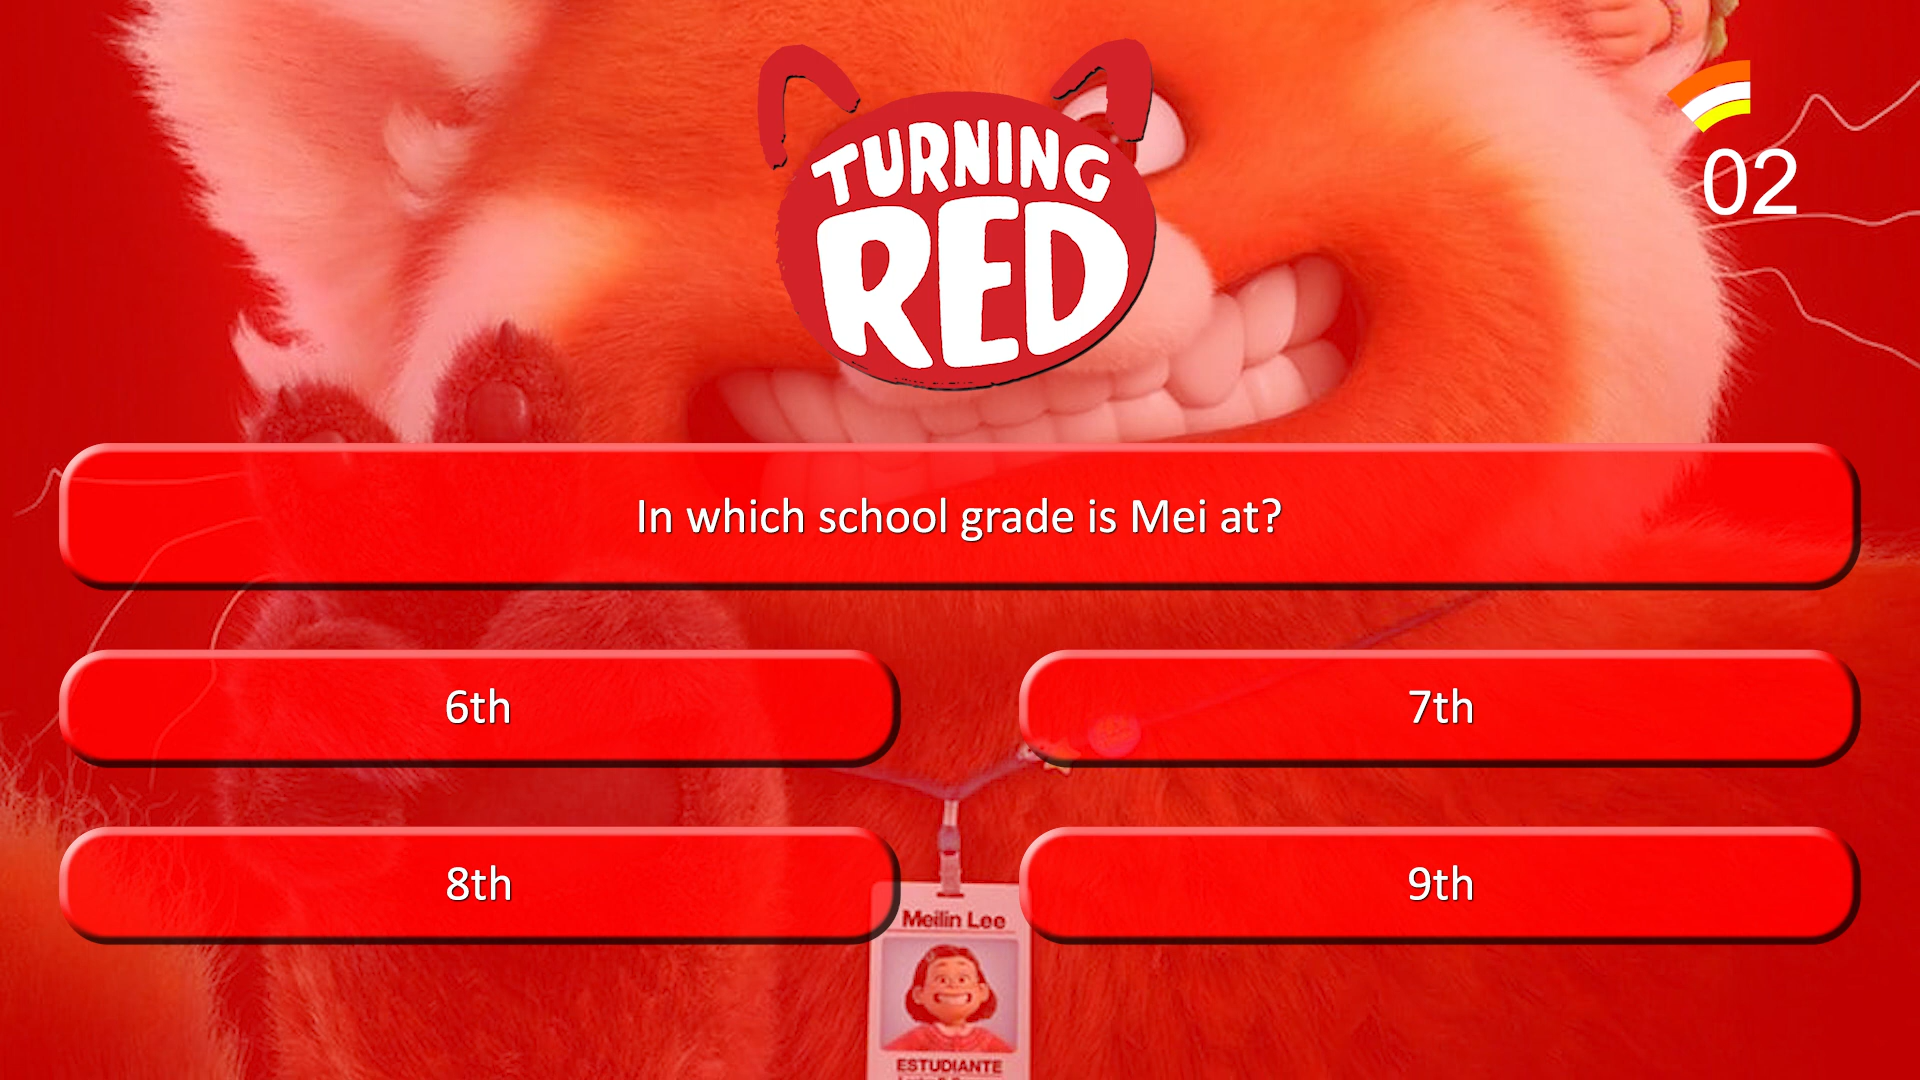 TURNING
RED
02
In which school grade is Mei at?
6th
7th
8th
9th
Meilin Lee
ESTUDIANTE